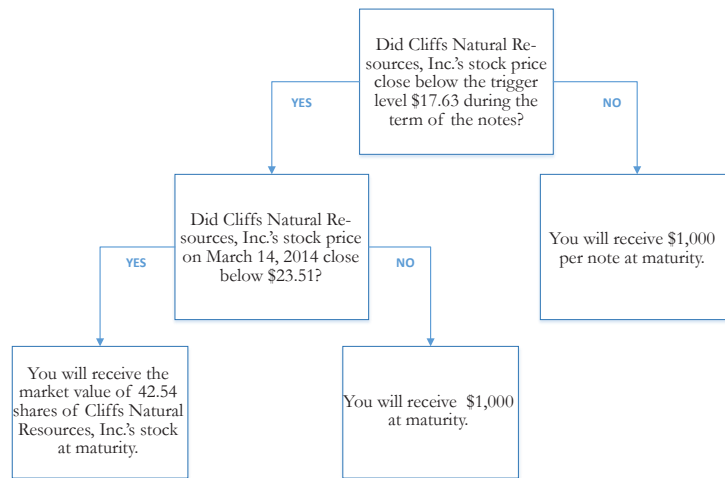 Did Cliffs Natural Re-
sources, Inc.'s stock price
close below the trigger
level $17.63 during the
term of the notes?
YES
NO
Did Cliffs Natural Re-
sources, Inc.'s stock price
on March 14, 2014 close
below $23.51?
You will receive $1,000
per note at maturity.
YES
NO
You will receive the
market value of 42.54
shares of Cliffs Natural
Resources, Inc.'s stock
at maturity.
You will receive $1,000
at maturity.